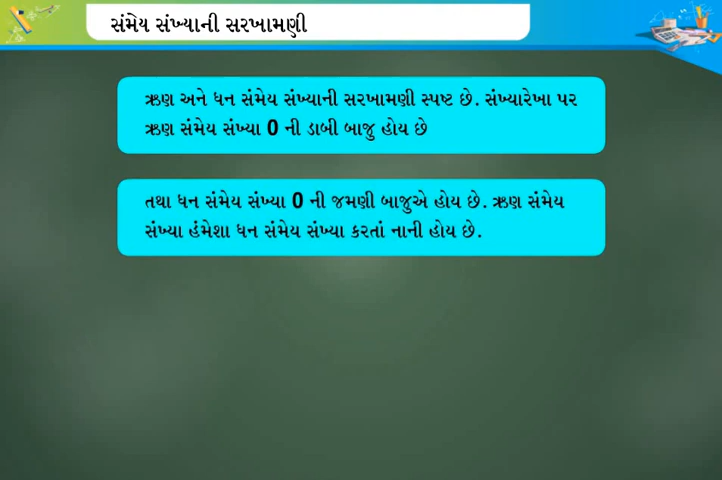 સંમેય સંખ્યાની સરખામણી
ઋણ અને ધન સંમેય સંખ્યાની સરખામણી સ્પષ્ટ છે. સંખ્યારેખા પર
ઋણ સંમેય સંખ્યા 0 ની ડાબી બાજુ હોય છે
તથા ધન સંમેય સંખ્યા 0 ની જમણી બાજુએ હોય છે. ઋણ સંમેય
સંખ્યા હંમેશા ધન સંમેય સંખ્યા કરતાં નાની હોય છે.